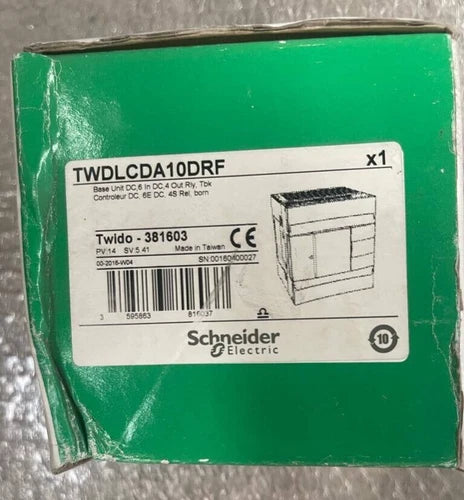 TWDLCDA10DRF x1
Base Unit DC,6 In DC,4 Out Rly, Tbk
Controleur DC, 6E DC, 4S Rel, born
Twido - 381603
PV:14 SV:5.41 Made in Taiwan CE
00-2016-W04 SN:00160400027
3 595863 816037
Schneider
Electric
10